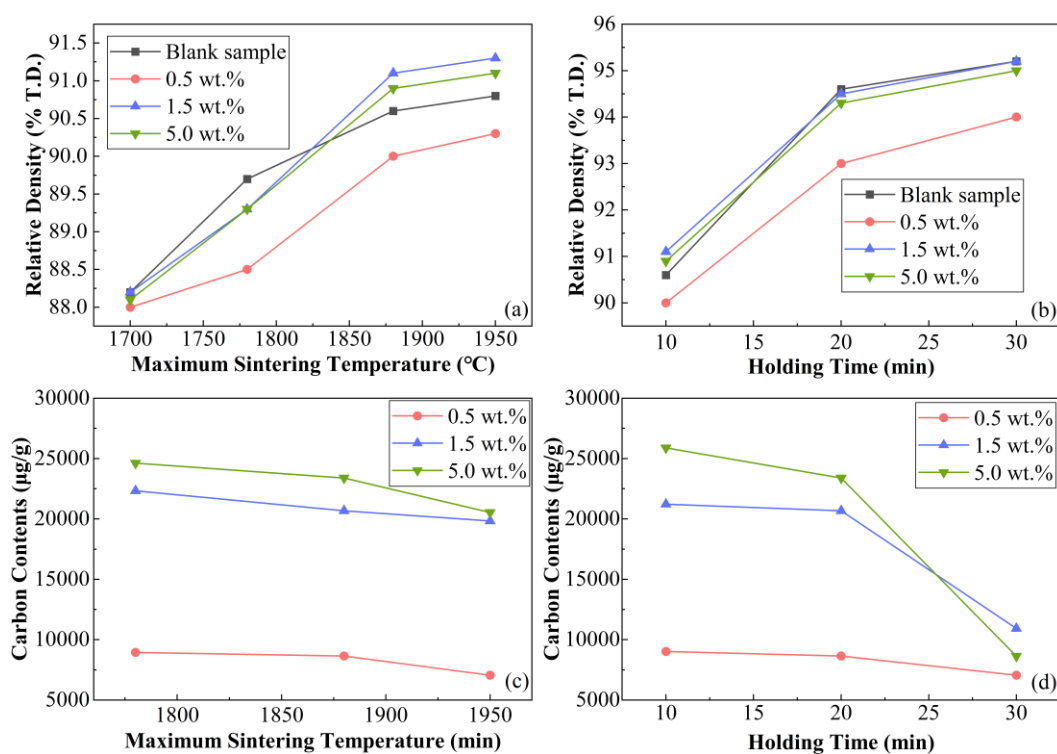 91.5
91.0
90.5
90.0
89.5
89.0
88.5
88.0
Relative Density (% T.D.)
Blank sample
0.5 wt.%
1.5 wt.%
5.0 wt.%
(a)
1700 1750 1800 1850 1900 1950
Maximum Sintering Temperature (℃)
96
95
94
93
92
91
90
Relative Density (% T.D.)
Blank sample
0.5 wt.%
1.5 wt.%
5.0 wt.%
(b)
10 15 20 25 30
Holding Time (min)
30000
25000
20000
15000
10000
5000
Carbon Contents (μg/g)
0.5 wt.%
1.5 wt.%
5.0 wt.%
(c)
1800 1850 1900 1950
Maximum Sintering Temperature (min)
30000
25000
20000
15000
10000
5000
Carbon Contents (μg/g)
0.5 wt.%
1.5 wt.%
5.0 wt.%
(d)
10 15 20 25 30
Holding Time (min)